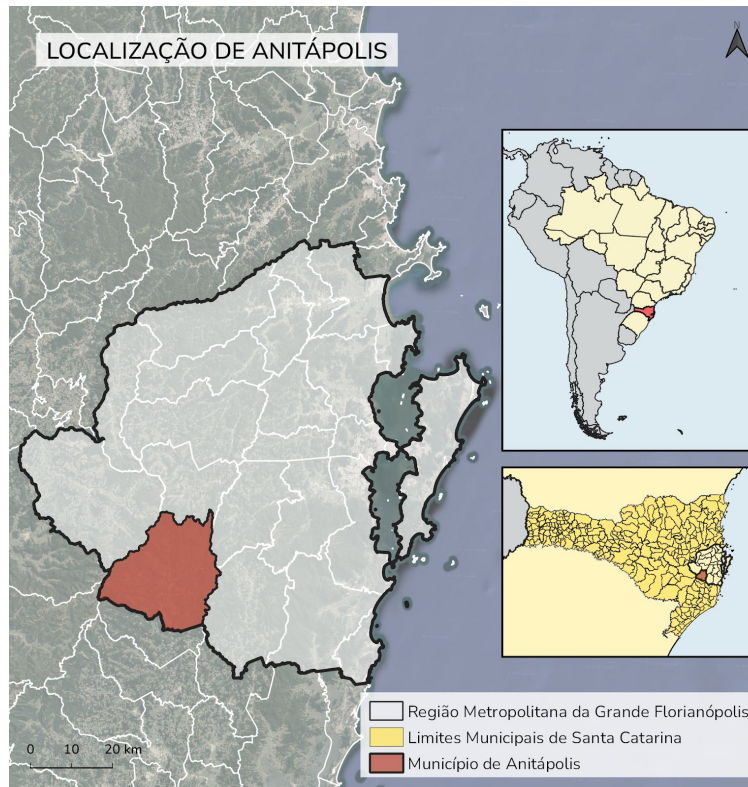 LOCALIZAÇÃO DE ANITÁPOLIS
N
Região Metropolitana da Grande Florianópolis
Limites Municipais de Santa Catarina
Município de Anitápolis
0 10 20 km